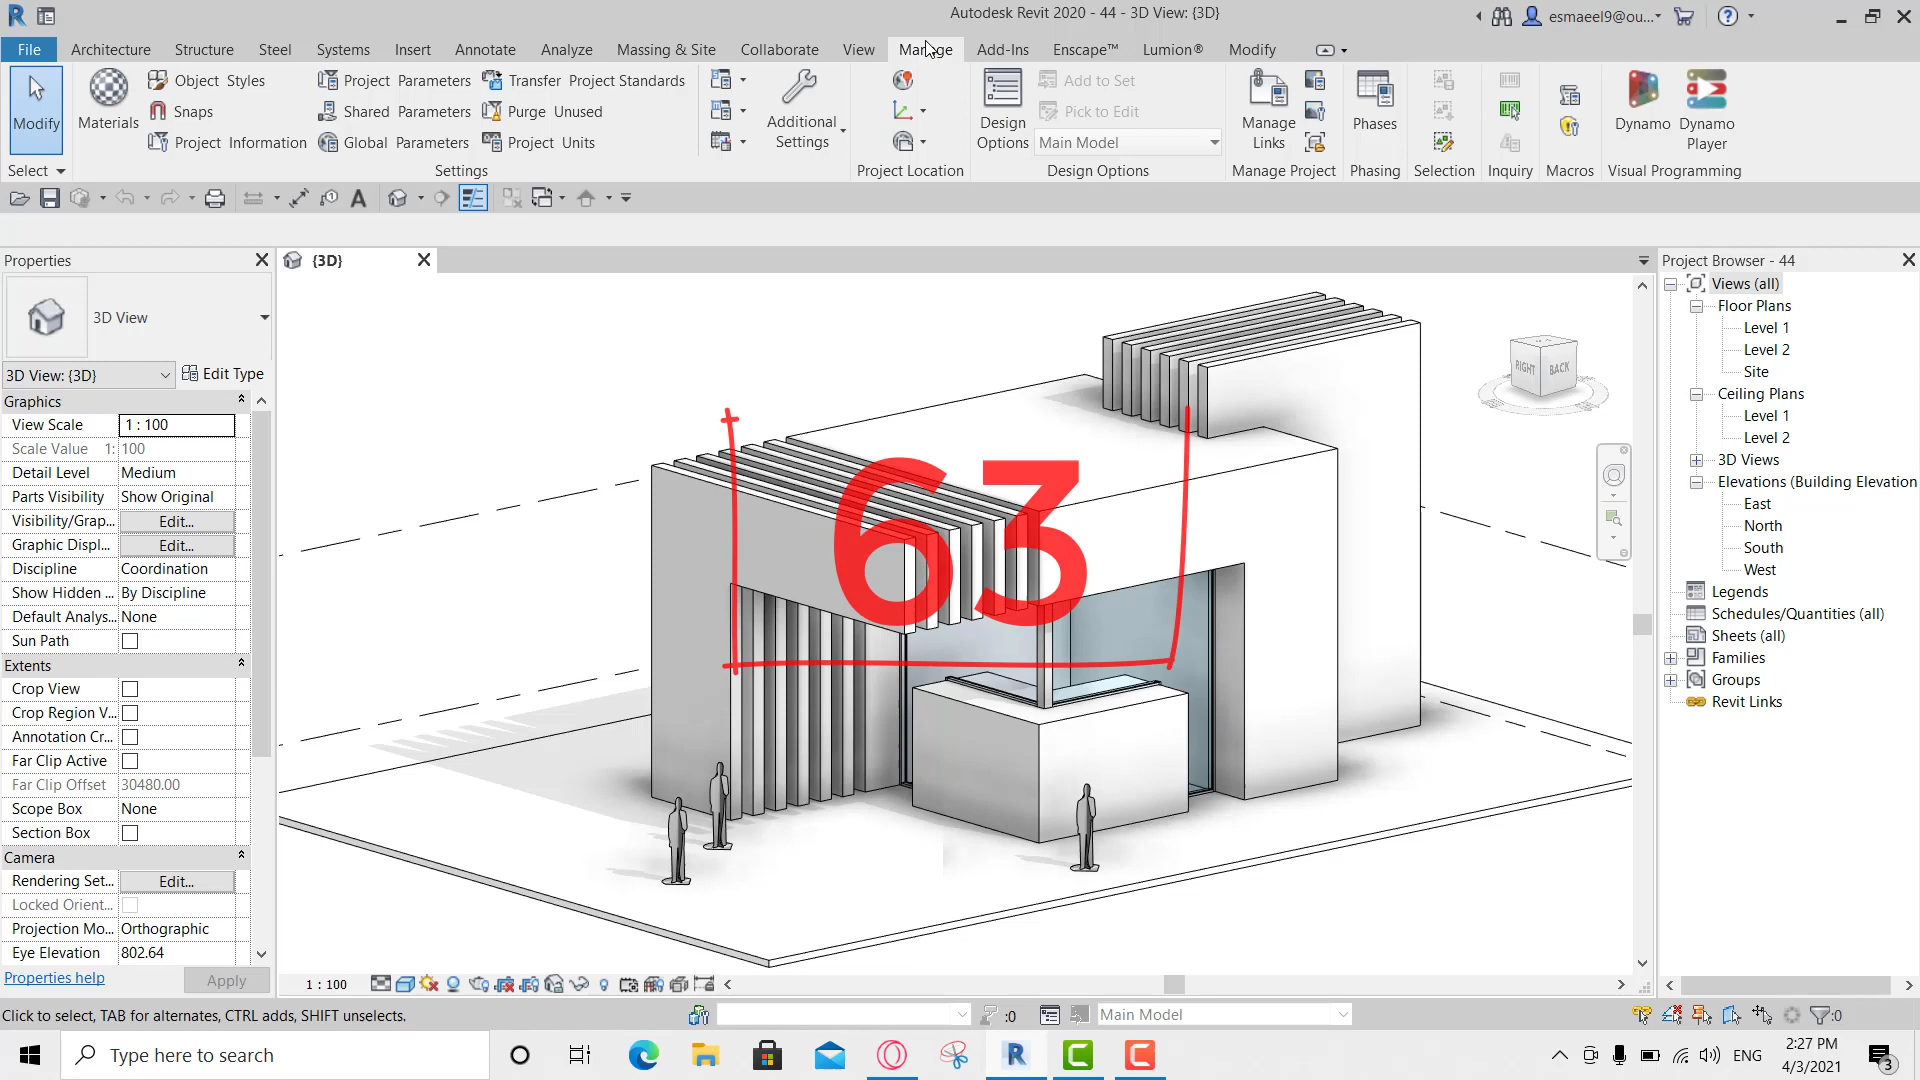 Autodesk Revit 2020 - 44 - 3D View: {3D}
esmaeel9@ou...
File Architecture Structure Steel Systems Insert Annotate Analyze Massing & Site Collaborate View Manage Add-Ins Enscape™ Lumion® Modify
Modify
Materials
Object Styles
Snaps
Project Information
Project Parameters
Shared Parameters
Global Parameters
Transfer Project Standards
Purge Unused
Project Units
Additional Settings
Design Options
Add to Set
Pick to Edit
Main Model
Manage Links
Phases
Dynamo
Dynamo Player
Select
Settings
Project Location
Design Options
Manage Project
Phasing
Selection
Inquiry
Macros
Visual Programming
Properties
{3D}
Project Browser - 44
3D View
3D View: {3D}
Edit Type
Graphics
View Scale 1 : 100
Scale Value 1: 100
Detail Level Medium
Parts Visibility Show Original
Visibility/Grap... Edit...
Graphic Displ... Edit...
Discipline Coordination
Show Hidden ... By Discipline
Default Analys... None
Sun Path
Extents
Crop View
Crop Region V...
Annotation Cr...
Far Clip Active
Far Clip Offset 30480.00
Scope Box None
Section Box
Camera
Rendering Set... Edit...
Locked Orient...
Projection Mo... Orthographic
Eye Elevation 802.64
Properties help
Apply
63
RIGHT
BACK
Views (all)
Floor Plans
Level 1
Level 2
Site
Ceiling Plans
Level 1
Level 2
3D Views
Elevations (Building Elevation
East
North
South
West
Legends
Schedules/Quantities (all)
Sheets (all)
Families
Groups
Revit Links
1 : 100
Click to select, TAB for alternates, CTRL adds, SHIFT unselects.
:0
Main Model
:0
Type here to search
ENG
2:27 PM
4/3/2021
3